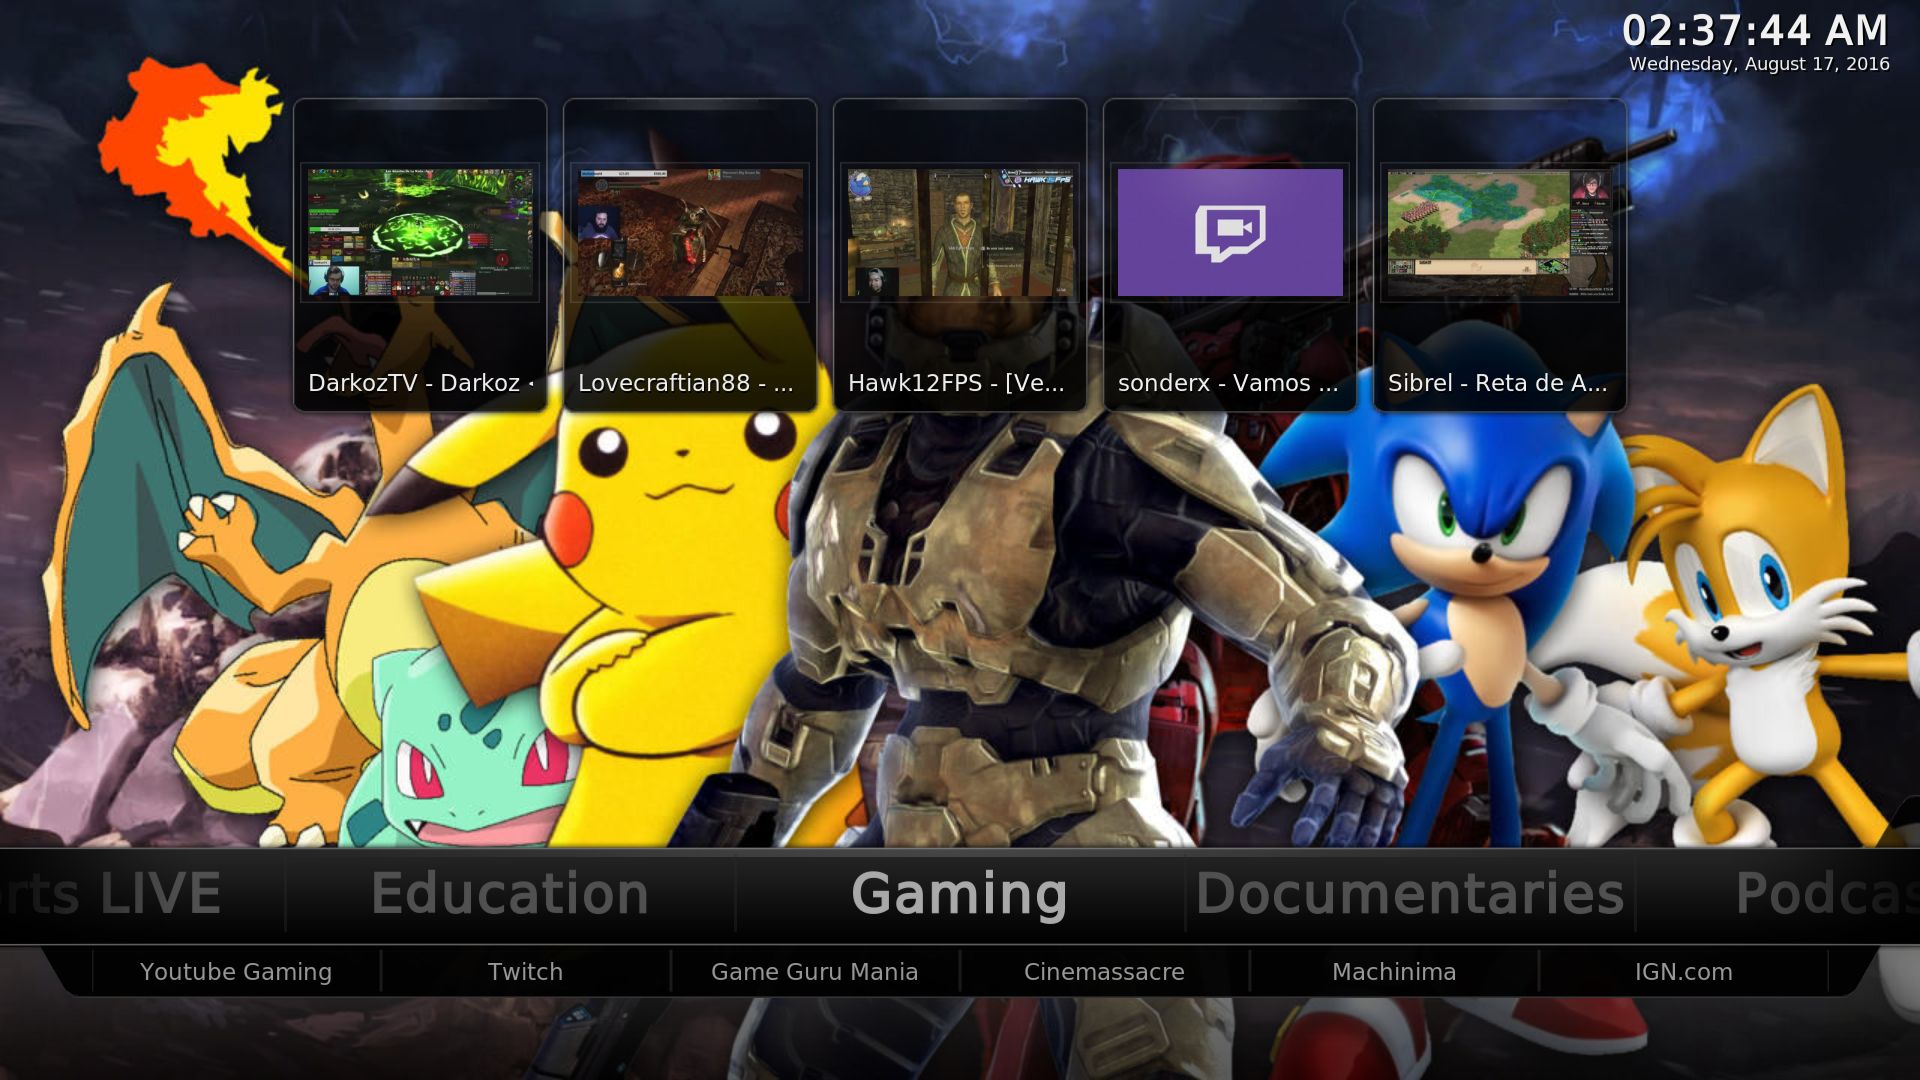 02:37:44 AM
Wednesday, August 17, 2016
DarkozTV - Darkoz
Lovecraftian88 - ...
Hawk12FPS - [Ve...
sonderx - Vamos ...
Sibrel - Reta de A...
rts LIVE
Education
Gaming
Documentaries
Podcas
Youtube Gaming
Twitch
Game Guru Mania
Cinemassacre
Machinima
IGN.com